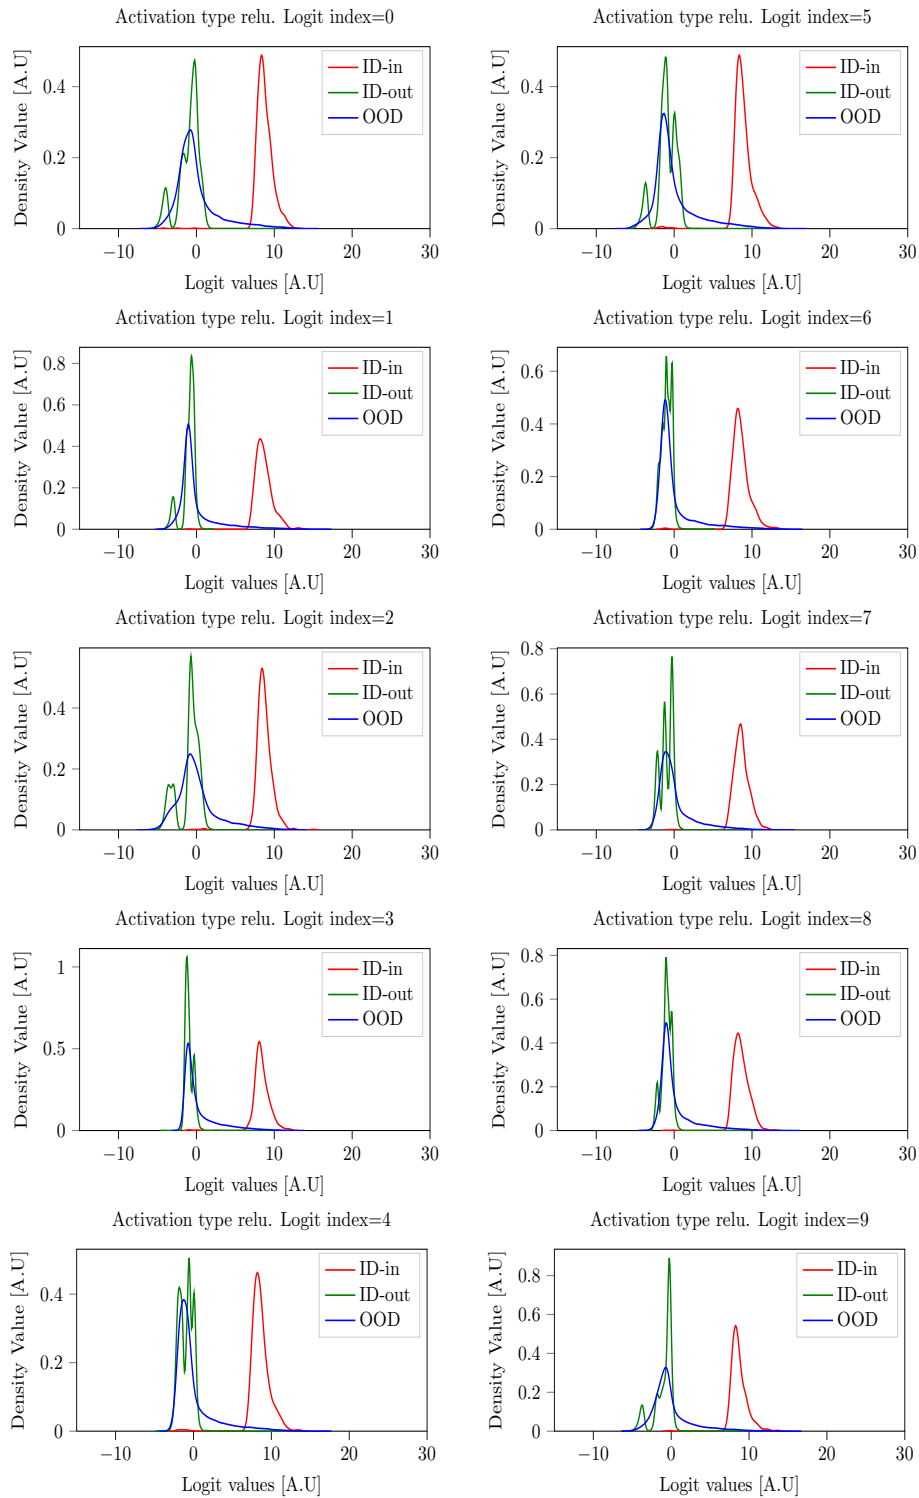 Activation type relu. Logit index=0
Density Value [A.U]
0.4
0.2
0
ID-in
ID-out
OOD
−10 0 10 20 30
Logit values [A.U]
Activation type relu. Logit index=5
Density Value [A.U]
0.4
0.2
0
ID-in
ID-out
OOD
−10 0 10 20 30
Logit values [A.U]
Activation type relu. Logit index=1
Density Value [A.U]
0.8
0.6
0.4
0.2
0
ID-in
ID-out
OOD
−10 0 10 20 30
Logit values [A.U]
Activation type relu. Logit index=6
Density Value [A.U]
0.6
0.4
0.2
0
ID-in
ID-out
OOD
−10 0 10 20 30
Logit values [A.U]
Activation type relu. Logit index=2
Density Value [A.U]
0.4
0.2
0
ID-in
ID-out
OOD
−10 0 10 20 30
Logit values [A.U]
Activation type relu. Logit index=7
Density Value [A.U]
0.8
0.6
0.4
0.2
0
ID-in
ID-out
OOD
−10 0 10 20 30
Logit values [A.U]
Activation type relu. Logit index=3
Density Value [A.U]
1
0.5
0
ID-in
ID-out
OOD
−10 0 10 20 30
Logit values [A.U]
Activation type relu. Logit index=8
Density Value [A.U]
0.8
0.6
0.4
0.2
0
ID-in
ID-out
OOD
−10 0 10 20 30
Logit values [A.U]
Activation type relu. Logit index=4
Density Value [A.U]
0.4
0.2
0
ID-in
ID-out
OOD
−10 0 10 20 30
Logit values [A.U]
Activation type relu. Logit index=9
Density Value [A.U]
0.8
0.6
0.4
0.2
0
ID-in
ID-out
OOD
−10 0 10 20 30
Logit values [A.U]